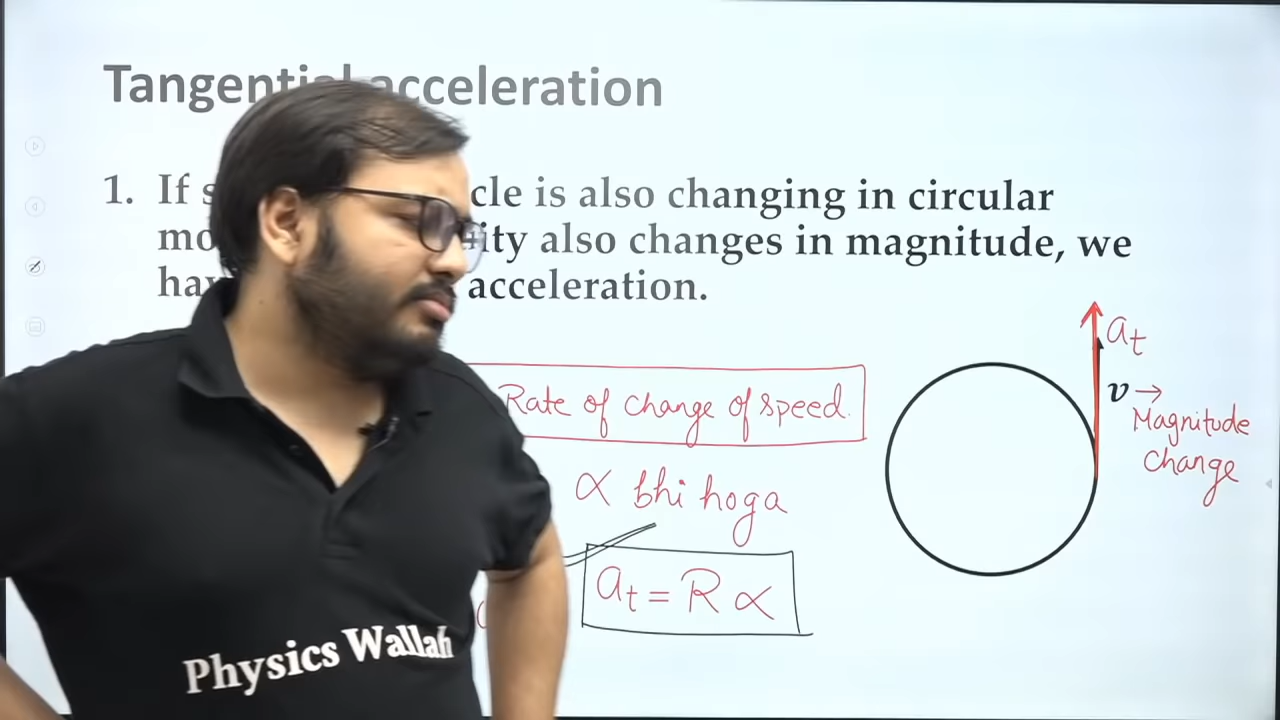 Tangential acceleration
1. If cle is also changing in circular
mo ity also changes in magnitude, we
hav acceleration.
a_t
v →
Magnitude
Change
Rate of change of speed.
∝ bhi hoga
a_t = R ∝
Physics Wallah